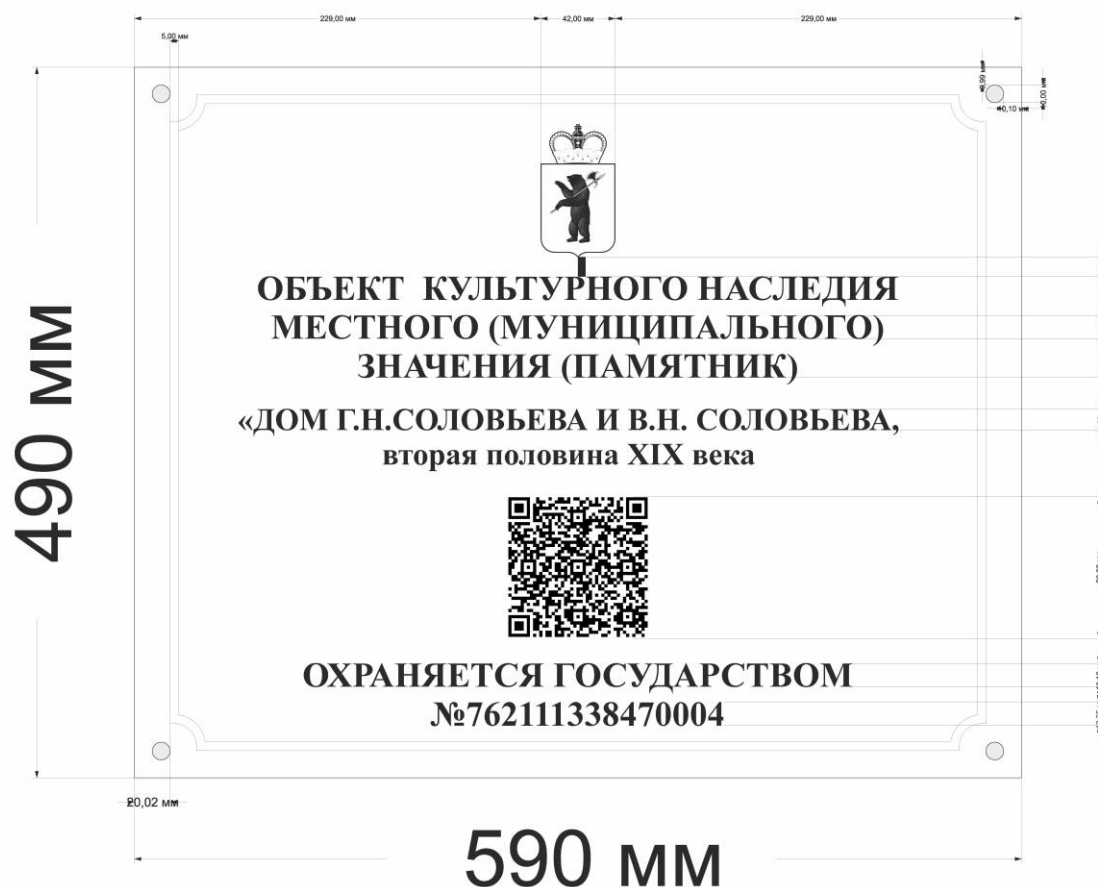 229,00 мм 42,00 мм 229,00 мм
5,00 мм
490 мм
ОБЪЕКТ КУЛЬТУРНОГО НАСЛЕДИЯ
МЕСТНОГО (МУНИЦИПАЛЬНОГО)
ЗНАЧЕНИЯ (ПАМЯТНИК)
«ДОМ Г.Н.СОЛОВЬЕВА И В.Н. СОЛОВЬЕВА,
вторая половина XIX века
ОХРАНЯЕТСЯ ГОСУДАРСТВОМ
№762111338470004
20,02 мм
590 мм